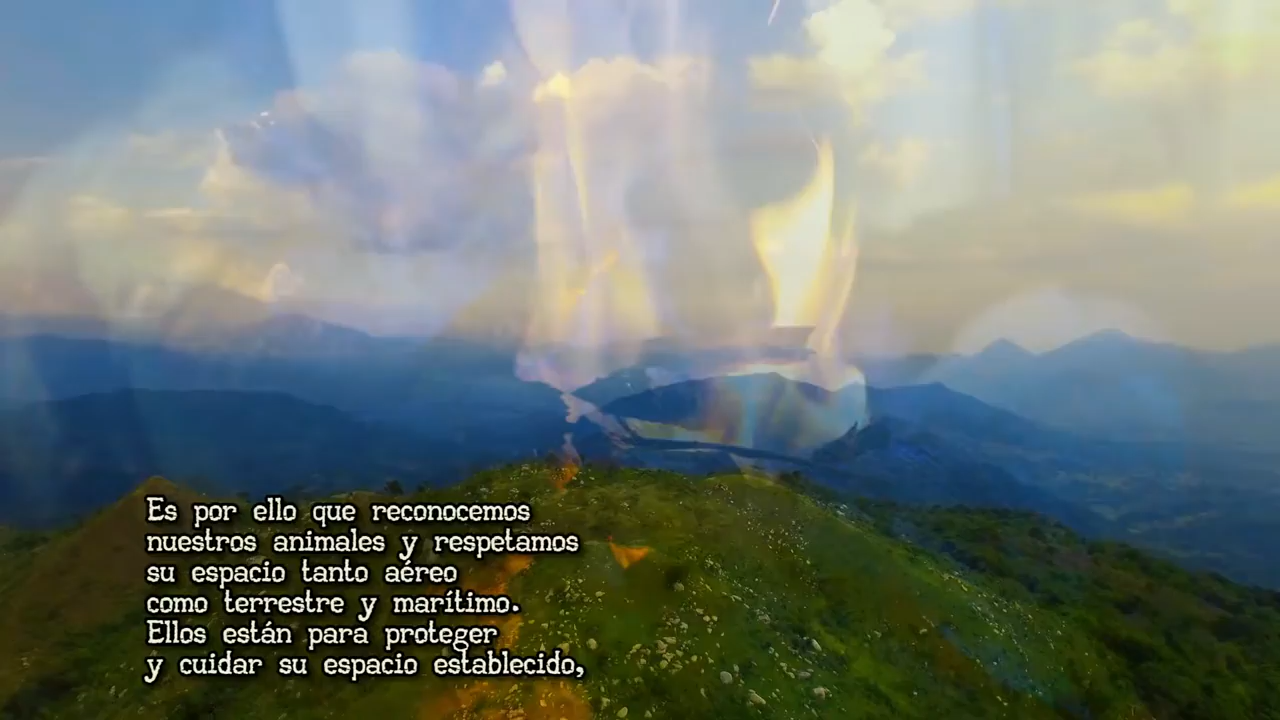 Es por ello que reconocemos
nuestros animales y respetamos
su espacio tanto aéreo
como terrestre y marítimo.
Ellos están para proteger
y cuidar su espacio establecido,